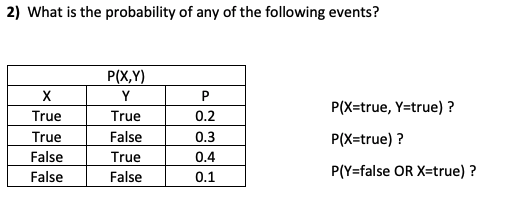 2) What is the probability of any of the following events?
P(X,Y)
X Y P
True True 0.2
True False 0.3
False True 0.4
False False 0.1
P(X=true, Y=true) ?
P(X=true) ?
P(Y=false OR X=true) ?